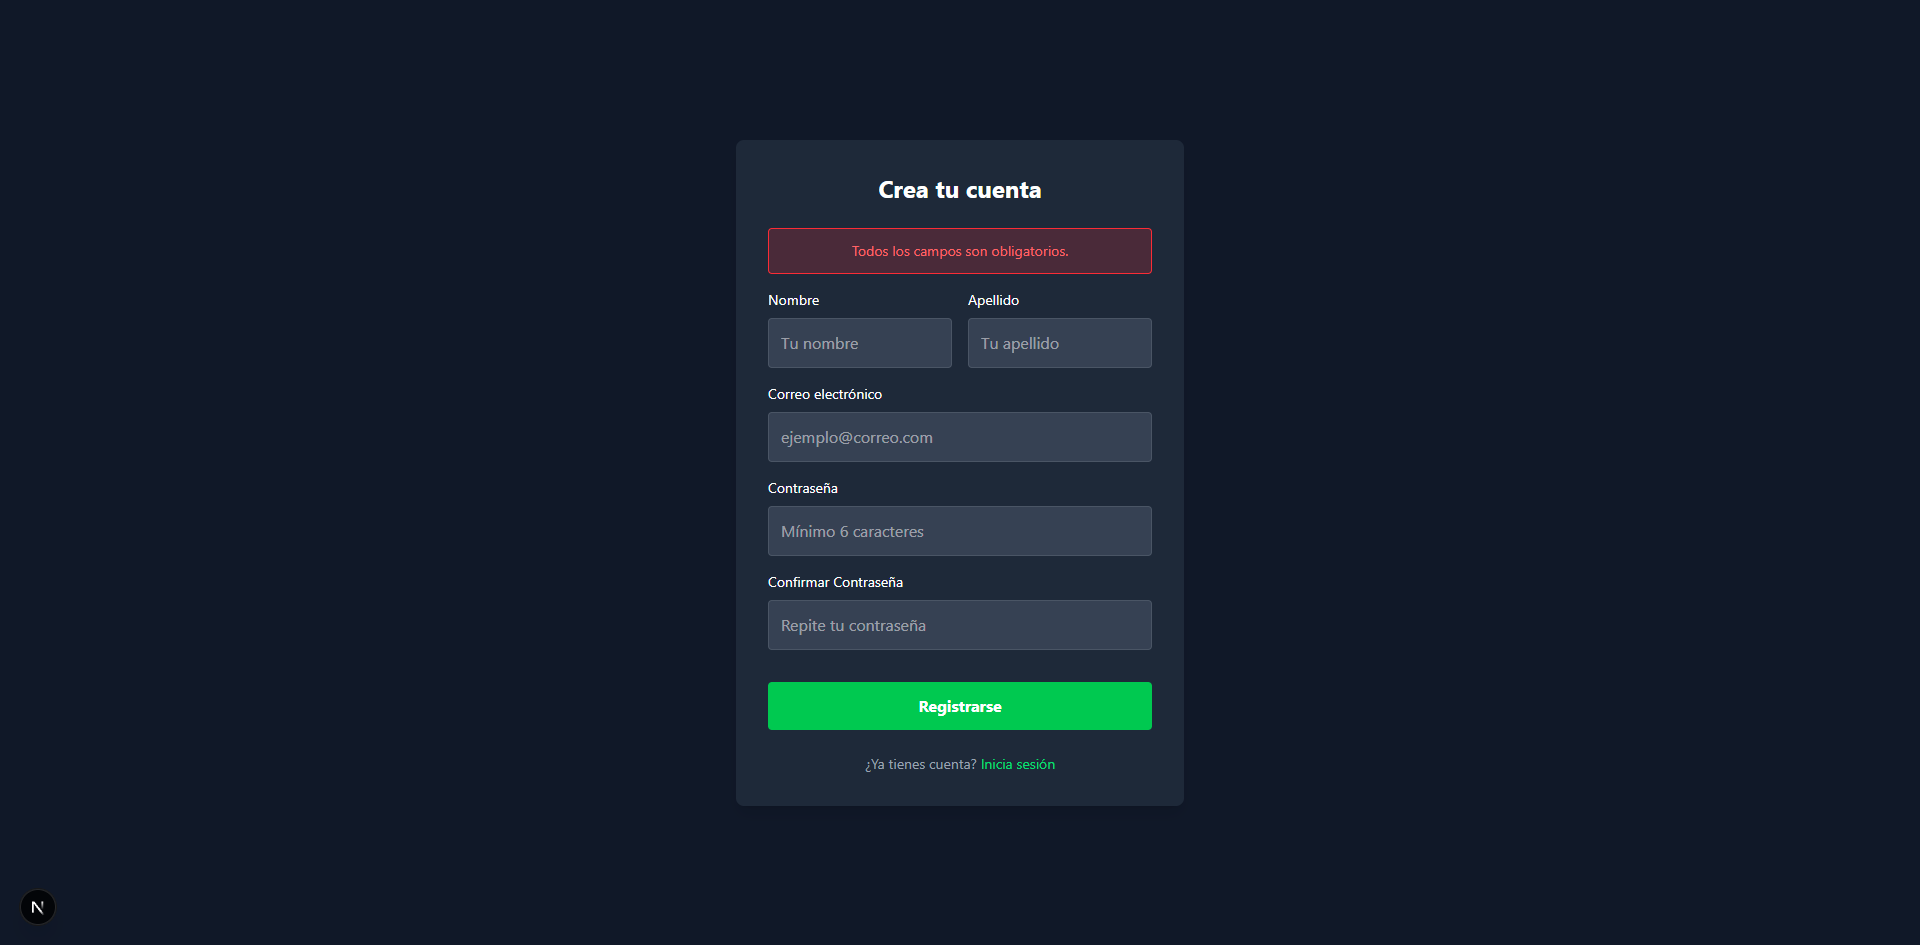 Crea tu cuenta
Todos los campos son obligatorios.
Nombre
Apellido
Tu nombre
Tu apellido
Correo electrónico
ejemplo@correo.com
Contraseña
Mínimo 6 caracteres
Confirmar Contraseña
Repite tu contraseña
Registrarse
¿Ya tienes cuenta? Inicia sesión
N